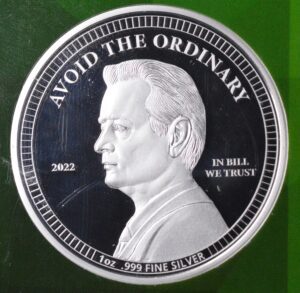 AVOID THE ORDINARY
2022
IN BILL
WE TRUST
1oz .999 FINE SILVER